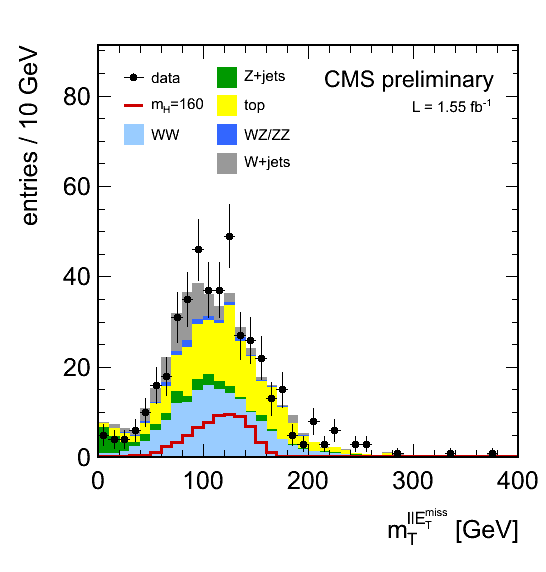 entries / 10 GeV
80
60
40
20
0
data
m_H=160
WW
Z+jets
top
WZ/ZZ
W+jets
CMS preliminary
L = 1.55 fb⁻¹
0 100 200 300 400
m_T^{llE_T^{miss}} [GeV]